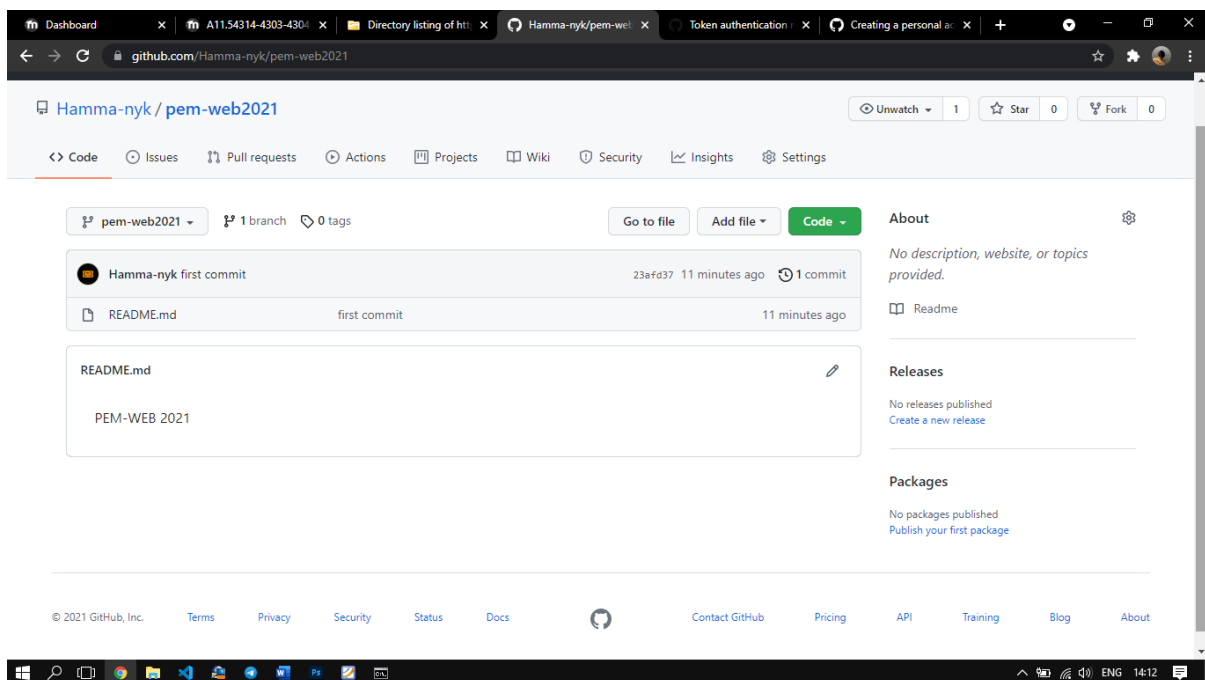 Dashboard
A11.54314-4303-4304
Directory listing of htt
Hamma-nyk/pem-web
Token authentication r
Creating a personal ac
github.com/Hamma-nyk/pem-web2021
Hamma-nyk / pem-web2021
Unwatch 1 Star 0 Fork 0
Code Issues Pull requests Actions Projects Wiki Security Insights Settings
pem-web2021 1 branch 0 tags Go to file Add file Code
Hamma-nyk first commit 23afd37 11 minutes ago 1 commit
README.md first commit 11 minutes ago
README.md
PEM-WEB 2021
About
No description, website, or topics
provided.
Readme
Releases
No releases published
Create a new release
Packages
No packages published
Publish your first package
© 2021 GitHub, Inc. Terms Privacy Security Status Docs Contact GitHub Pricing API Training Blog About
ENG 14:12